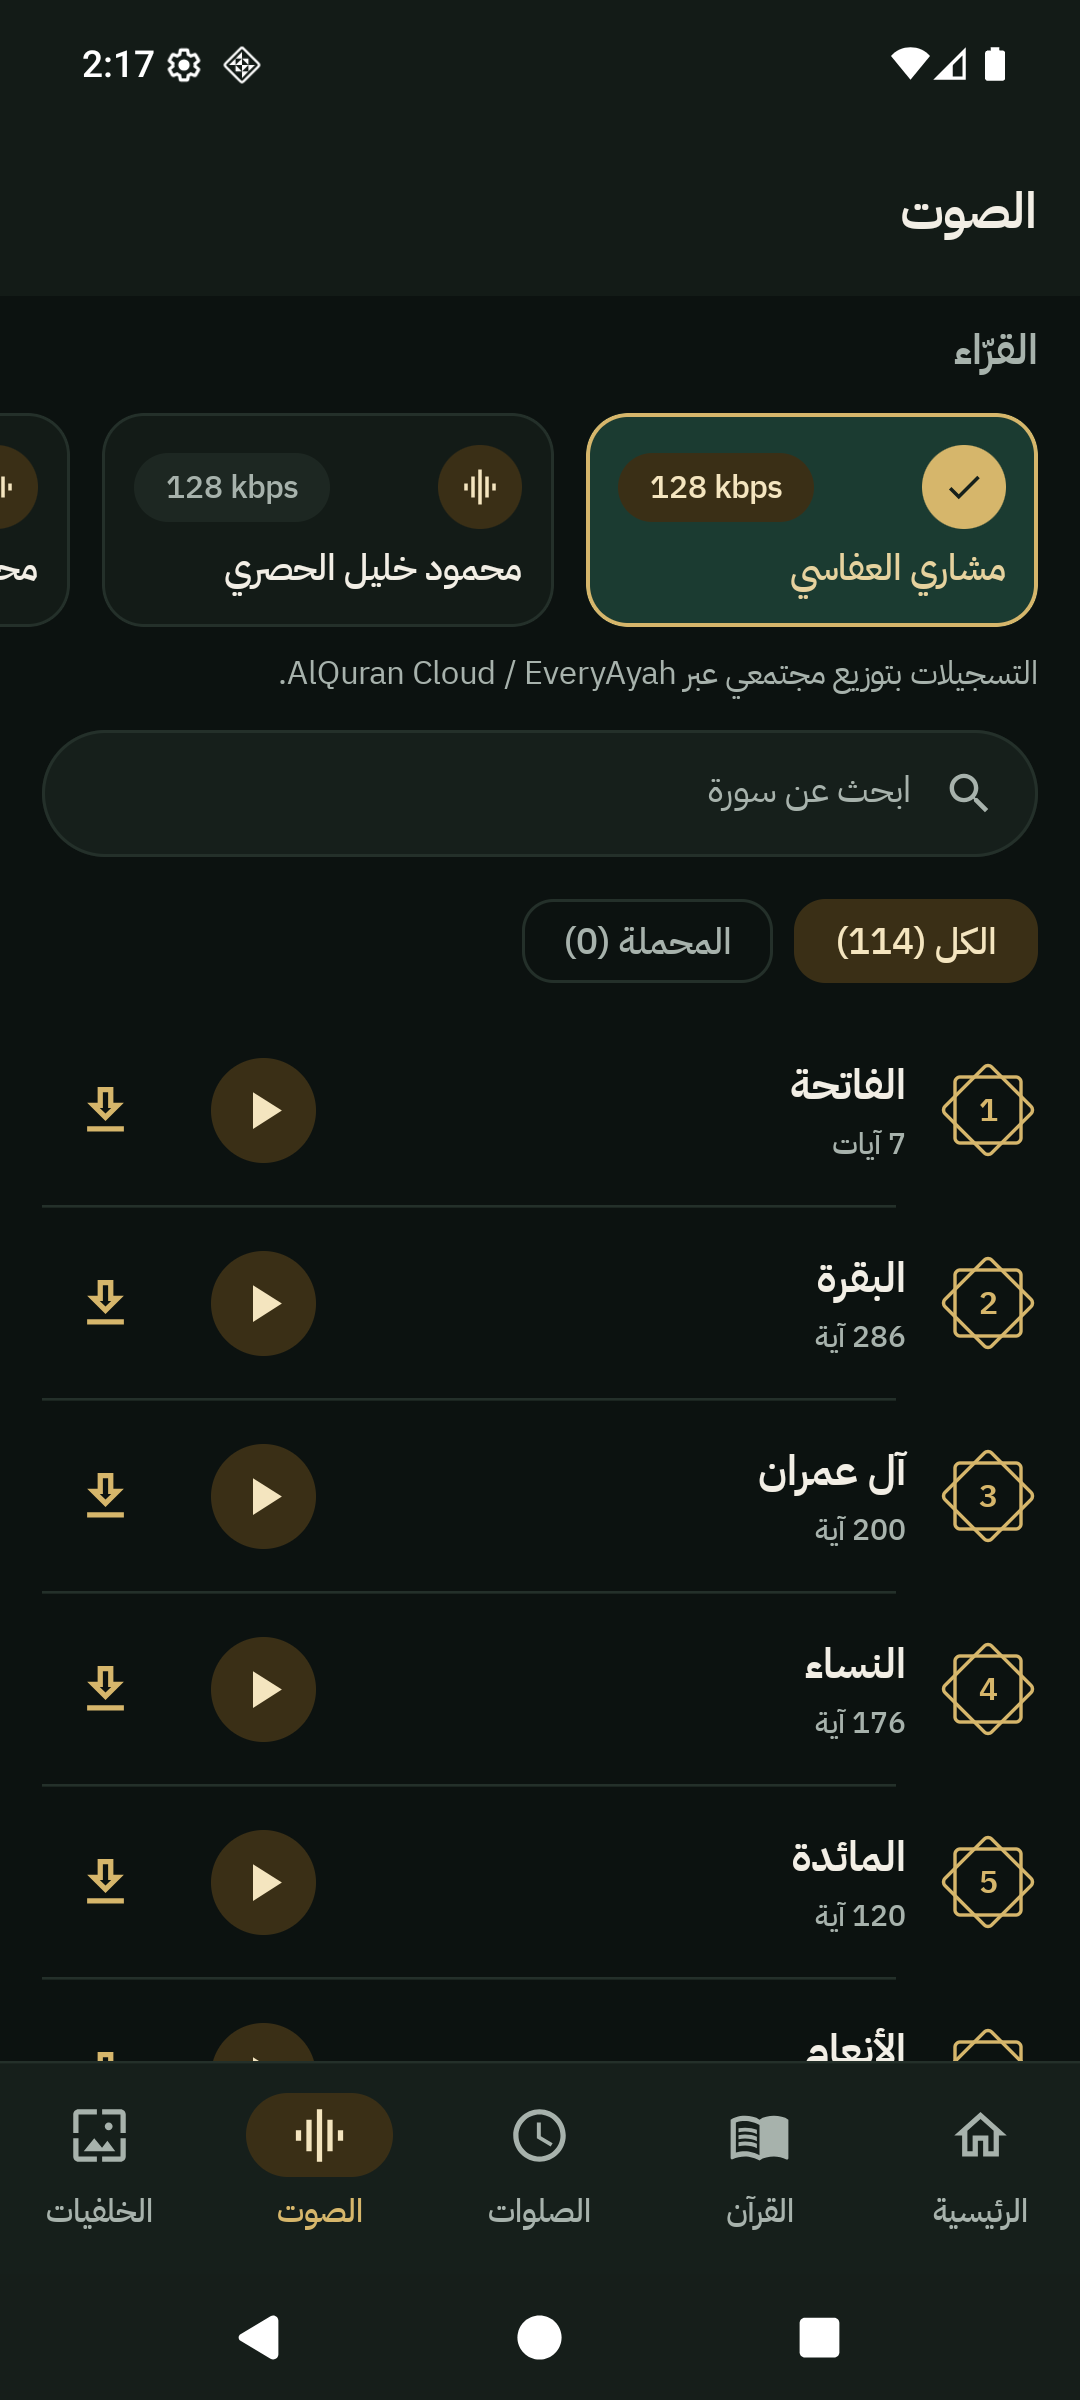 2:17
الصوت
القرّاء
128 kbps
مشاري العفاسي
128 kbps
محمود خليل الحصري
مح
التسجيلات بتوزيع مجتمعي عبر AlQuran Cloud / EveryAyah.
ابحث عن سورة
الكل (114)
المحملة (0)
1
الفاتحة
7 آيات
2
البقرة
286 آية
3
آل عمران
200 آية
4
النساء
176 آية
5
المائدة
120 آية
الأنعام
الرئيسية
القرآن
الصلوات
الصوت
الخلفيات